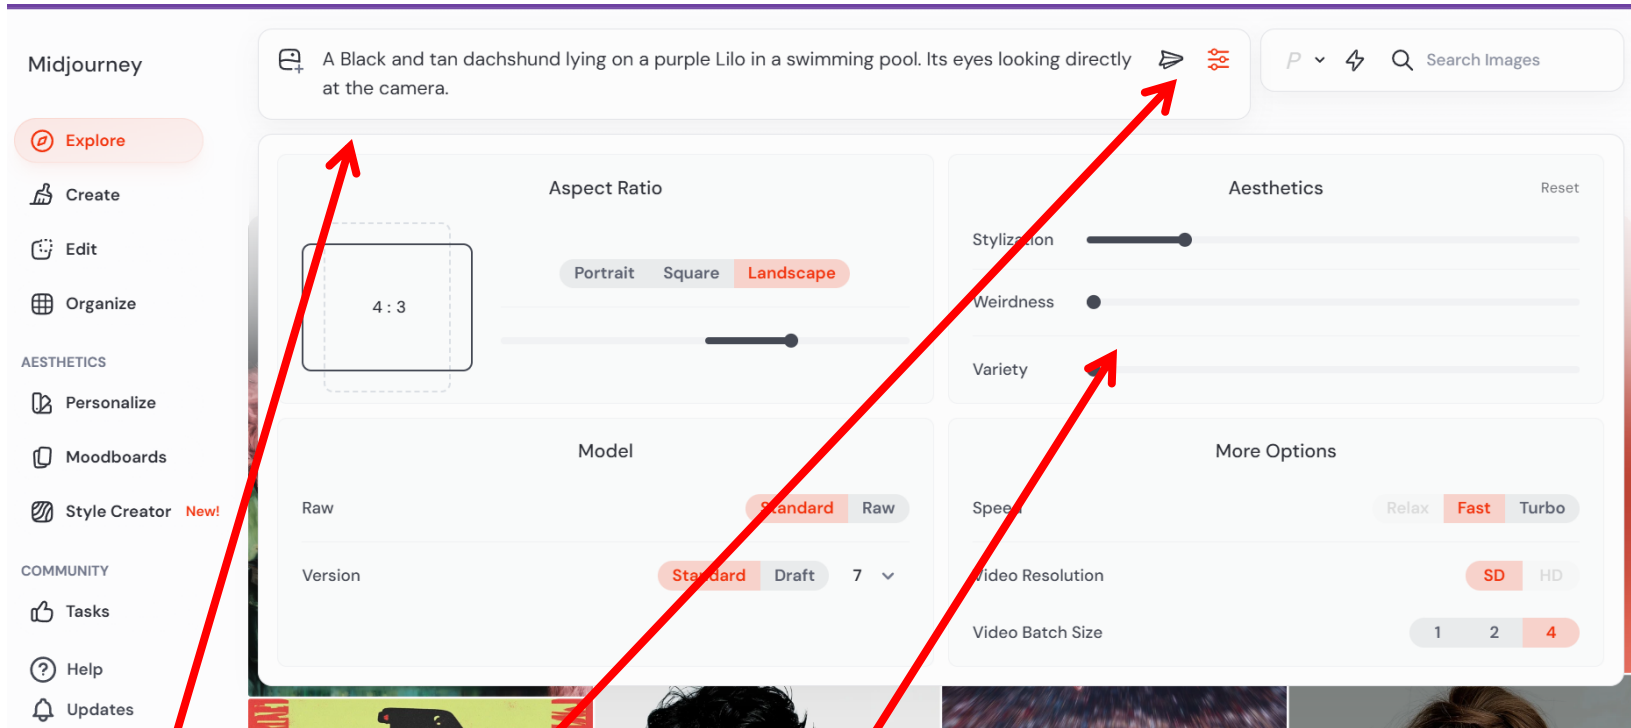 Midjourney
A Black and tan dachshund lying on a purple Lilo in a swimming pool. Its eyes looking directly
at the camera.
P
Search Images
Explore
Create
Edit
Organize
AESTHETICS
Personalize
Moodboards
Style Creator New!
COMMUNITY
Tasks
Help
Updates
Aspect Ratio
4 : 3
Portrait Square Landscape
Aesthetics Reset
Stylization
Weirdness
Variety
Model
Raw Standard Raw
Version Standard Draft 7
More Options
Speed Relax Fast Turbo
Video Resolution SD HD
Video Batch Size 1 2 4